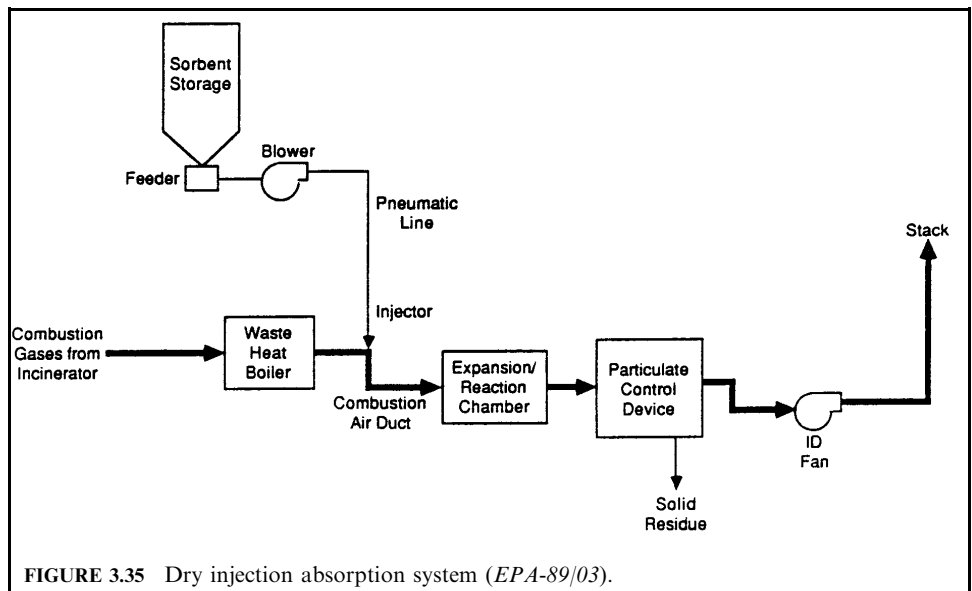 Sorbent
Storage
Blower
Feeder
Pneumatic
Line
Stack
Injector
Combustion
Gases from
Incinerator
Waste
Heat
Boiler
Combustion
Air Duct
Expansion/
Reaction
Chamber
Particulate
Control
Device
ID
Fan
Solid
Residue
FIGURE 3.35 Dry injection absorption system (EPA-89/03).